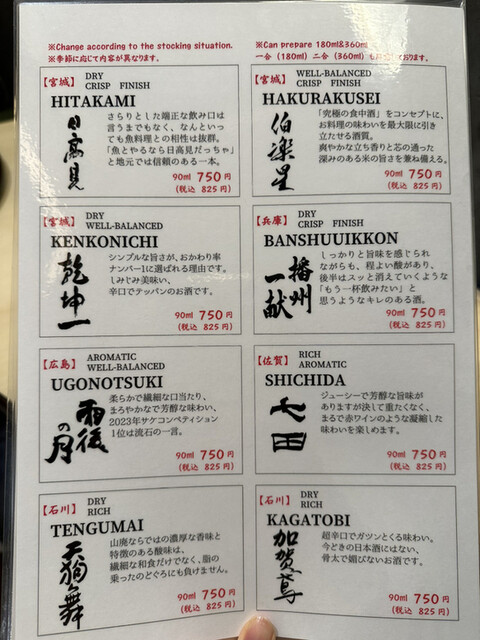 ※Change according to the stocking situation.
※季節に応じて内容が異なります。
※Can prepare 180ml&360ml
一合 (180ml) 二合 (360ml) も
おります。
【宮城】 DRY
CRISP FINISH
HITAKAMI
日高見
さらりとした端正な飲み口は
言うまでもなく、なんといっ
ても魚料理との相性は抜群。
「魚とやるなら日高見だっちゃ」
と地元では信頼のある一本。
90ml 750円
(税込 825円)
【宮城】 WELL-BALANCED
CRISP FINISH
HAKURAKUSEI
伯楽星
「究極の食中酒」をコンセプトに、
お料理の味わいを最大限に引き
立たせる酒質。
爽やかな立ち香りと芯の通った
深みのある米の旨さを兼ね備える。
90ml 750円
(税込 825円)
【宮城】 DRY
WELL-BALANCED
KENKONICHI
乾坤一
シンプルな旨さが、おかわり率
ナンバー1に選ばれる理由です。
しみじみ美味い、
辛口でテッパンのお酒です。
90ml 750円
(税込 825円)
【兵庫】 DRY
CRISP FINISH
BANSHUUIKKON
播州
一献
しっかりと旨味を感じられ
ながらも、程よい酸があり、
後半はスッと消えていくような
「もう一杯飲みたい」と
思うようなキレのある酒。
90ml 750円
(税込 825円)
【広島】 AROMATIC
WELL-BALANCED
UGONOTSUKI
雨後
の月
柔らかで繊細な口当たり、
まろやかなで芳醇な味わい、
2023年サケコンペティション
1位は流石の一言。
90ml 750円
(税込 825円)
【佐賀】 RICH
AROMATIC
SHICHIDA
七田
ジューシーで芳醇な旨味が
ありますが決して重たくなく、
まるで赤ワインのような凝縮した
味わいを楽しめます。
90ml 750円
(税込 825円)
【石川】 DRY
RICH
TENGUMAI
天狗舞
山廃ならではの濃厚な香味と
特徴のある酸味は、
繊細な和食だけでなく、脂の
乗ったのどぐろにも負けません。
90ml 750円
(税込 825円)
【石川】 DRY
RICH
KAGATOBI
加賀鳶
超辛口でガツンとくる味わい。
今どきの日本酒にはない、
骨太で媚びないお酒です。
90ml 750円
(税込 825円)